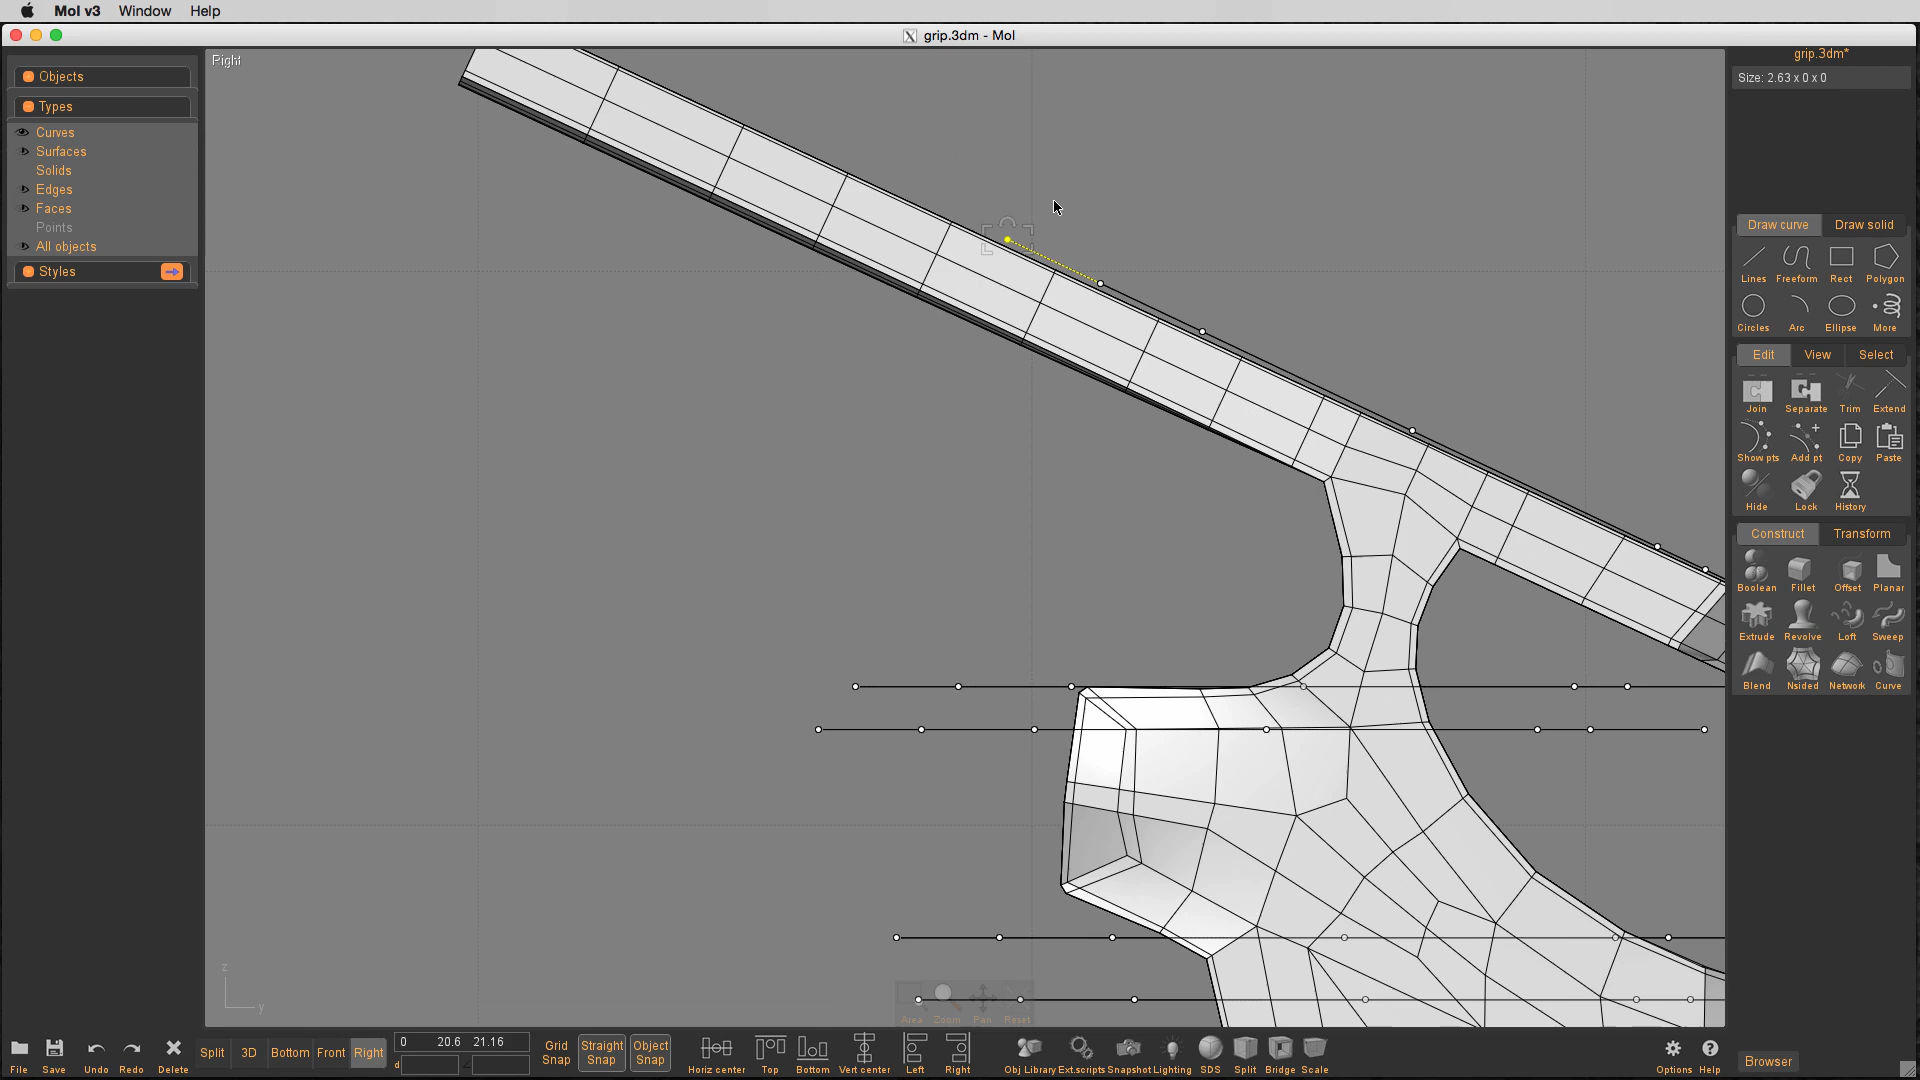 MoI v3 Window Help
grip.3dm - MoI
Objects
Types
Curves
Surfaces
Solids
Edges
Faces
Points
All objects
Styles
Right
z
y
grip.3dm*
Size: 2.63 x 0 x 0
Draw curve Draw solid
Lines Freeform Rect Polygon
Circles Arc Ellipse More
Edit View Select
Join Separate Trim Extend
Show pts Add pt Copy Paste
Hide Lock History
Construct Transform
Boolean Fillet Offset Planar
Extrude Revolve Loft Sweep
Blend Nsided Network Curve
Area Zoom Pan Reset
File Save Undo Redo Delete
Split 3D Bottom Front Right
0 20.6 21.16
d
Grid Snap
Straight Snap
Object Snap
Horiz center Top Bottom Vert center Left Right
Obj Library Ext.scripts Snapshot Lighting SDS Split Bridge Scale
Options Help
Browser